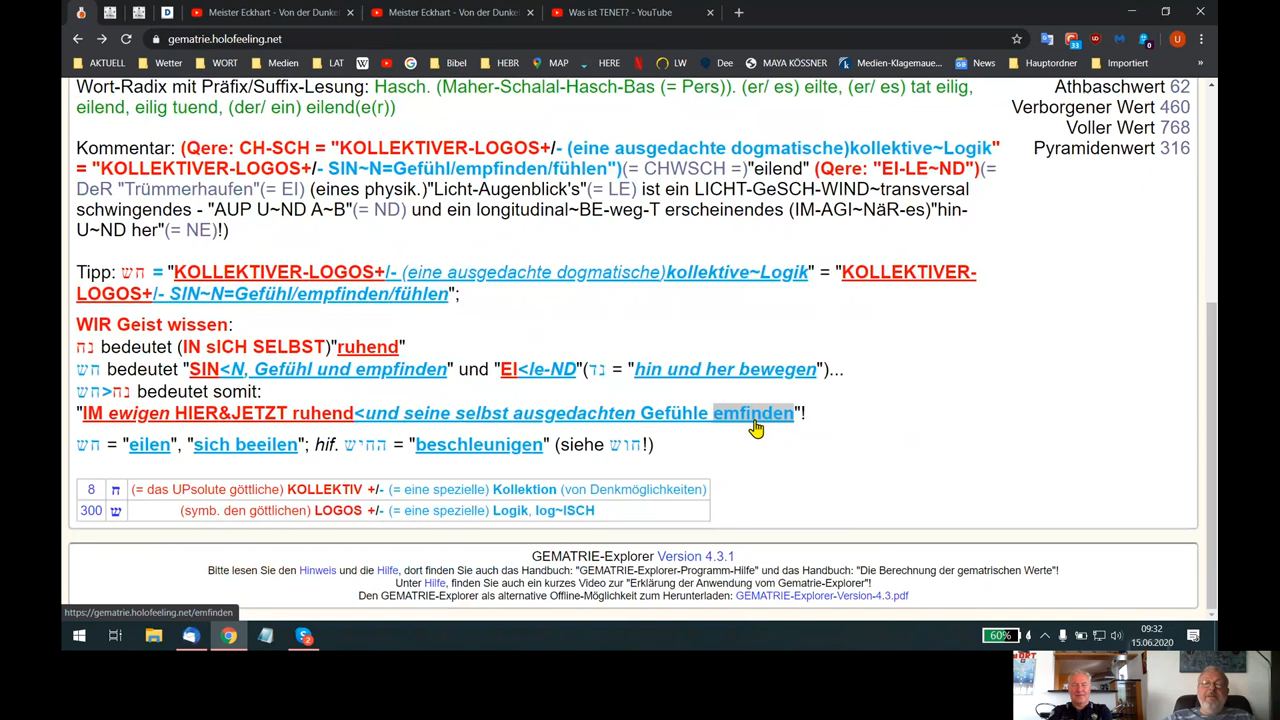 Meister Eckhart - Von der Dunke
Meister Eckhart - Von der Dunke
Was ist TENET? - YouTube
gematrie.holofeeling.net
AKTUELL Wetter WORT Medien LAT Bibel HEBR MAP HERE LW Dee MAYA KÖSSNER Medien-Klagemaue... News Hauptordner Importiert
Wort-Radix mit Präfix/Suffix-Lesung: Hasch. (Maher-Schalal-Hasch-Bas (= Pers)). (er/ es) eilte, (er/ es) tat eilig,
eilend, eilig tuend, (der/ ein) eilend(e(r))
Athbaschwert 62
Verborgener Wert 460
Voller Wert 768
Pyramidenwert 316
Kommentar: (Qere: CH-SCH = "KOLLEKTIVER-LOGOS+/- (eine ausgedachte dogmatische)kollektive~Logik"
= "KOLLEKTIVER-LOGOS+/- SIN~N=Gefühl/empfinden/fühlen")(= CHWSCH =)"eilend" (Qere: "EI-LE~ND")(=
DeR "Trümmerhaufen"(= EI) (eines physik.)"Licht-Augenblick's"(= LE) ist ein LICHT-GeSCH-WIND~transversal
schwingendes - "AUP U~ND A~B"(= ND) und ein longitudinal~BE-weg-T erscheinendes (IM-AGI~NäR-es)"hin-
U~ND her"(= NE)!)
Tipp: חש = "KOLLEKTIVER-LOGOS+/- (eine ausgedachte dogmatische)kollektive~Logik" = "KOLLEKTIVER-
LOGOS+/- SIN~N=Gefühl/empfinden/fühlen";
WIR Geist wissen:
נח bedeutet (IN sICH SELBST)"ruhend"
חש bedeutet "SIN<N, Gefühl und empfinden" und "EI<le-ND"(נד = "hin und her bewegen")...
חש>נח bedeutet somit:
"IM ewigen HIER&JETZT ruhend<und seine selbst ausgedachten Gefühle emfinden"!
חש = "eilen", "sich beeilen"; hif. החיש = "beschleunigen" (siehe חוש!)
8 ח (= das UPsolute göttliche) KOLLEKTIV +/- (= eine spezielle) Kollektion (von Denkmöglichkeiten)
300 ש (symb. den göttlichen) LOGOS +/- (= eine spezielle) Logik, log~ISCH
GEMATRIE-Explorer Version 4.3.1
Bitte lesen Sie den Hinweis und die Hilfe, dort finden Sie auch das Handbuch: "GEMATRIE-Explorer-Programm-Hilfe" und das Handbuch: "Die Berechnung der gematrischen Werte"!
Unter Hilfe, finden Sie auch ein kurzes Video zur "Erklärung der Anwendung vom Gematrie-Explorer"!
Den GEMATRIE-Explorer als alternative Offline-Möglichkeit zum Herunterladen: GEMATRIE-Explorer-Version-4.3.pdf
https://gematrie.holofeeling.net/emfinden
60%
09:32
15.06.2020